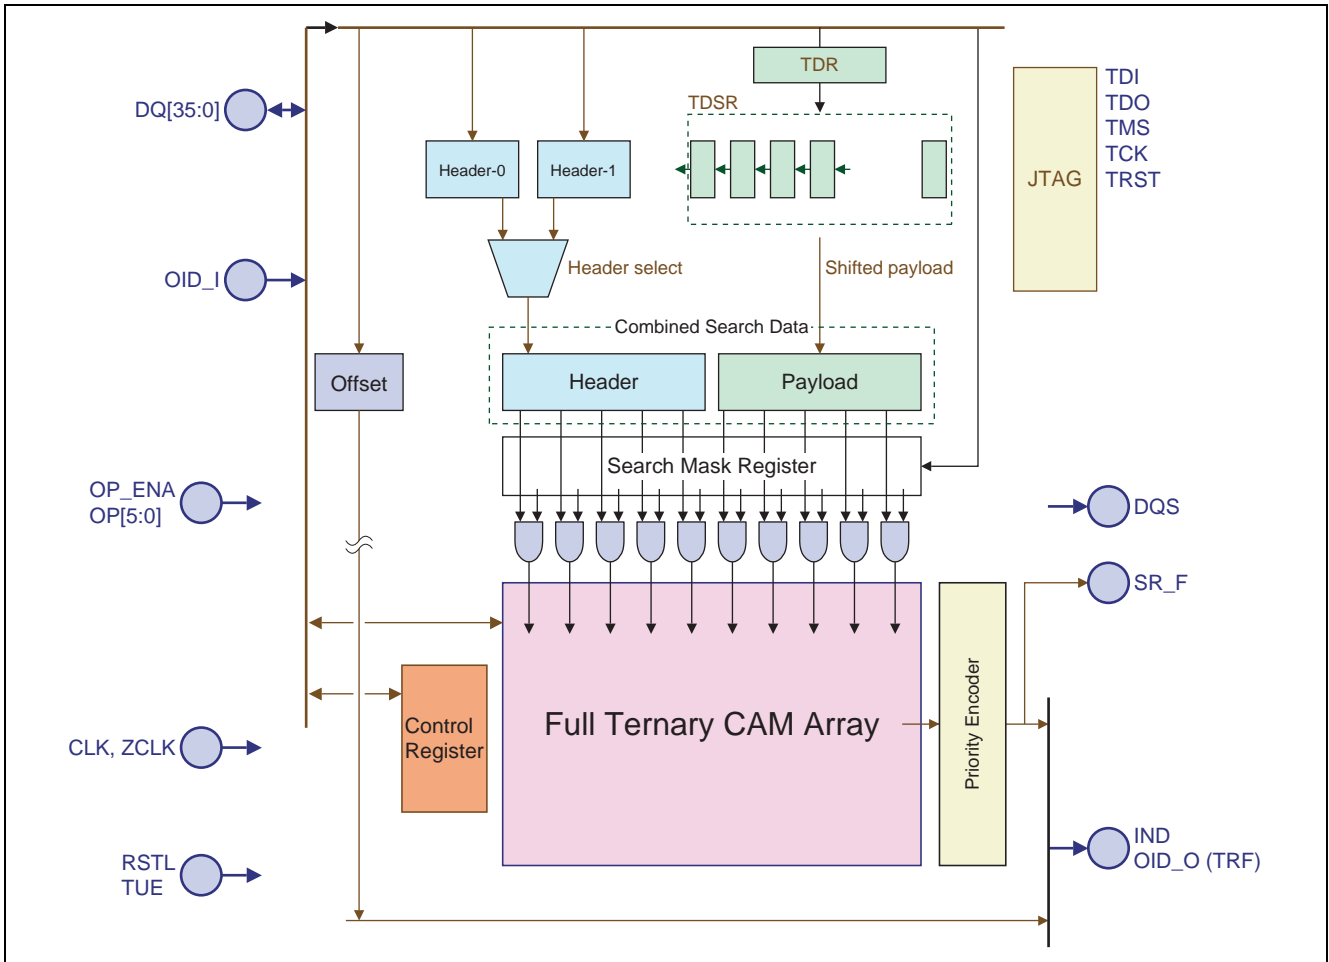 TDR
TDI
TDO
TMS
TCK
TRST
DQ[35:0]
TDSR
Header-0
Header-1
JTAG
OID_I
Header select
Shifted payload
Combined Search Data
Offset
Header
Payload
Search Mask Register
OP_ENA
OP[5:0]
DQS
SR_F
Control
Register
Full Ternary CAM Array
Priority Encoder
CLK, ZCLK
RSTL
TUE
IND
OID_O (TRF)